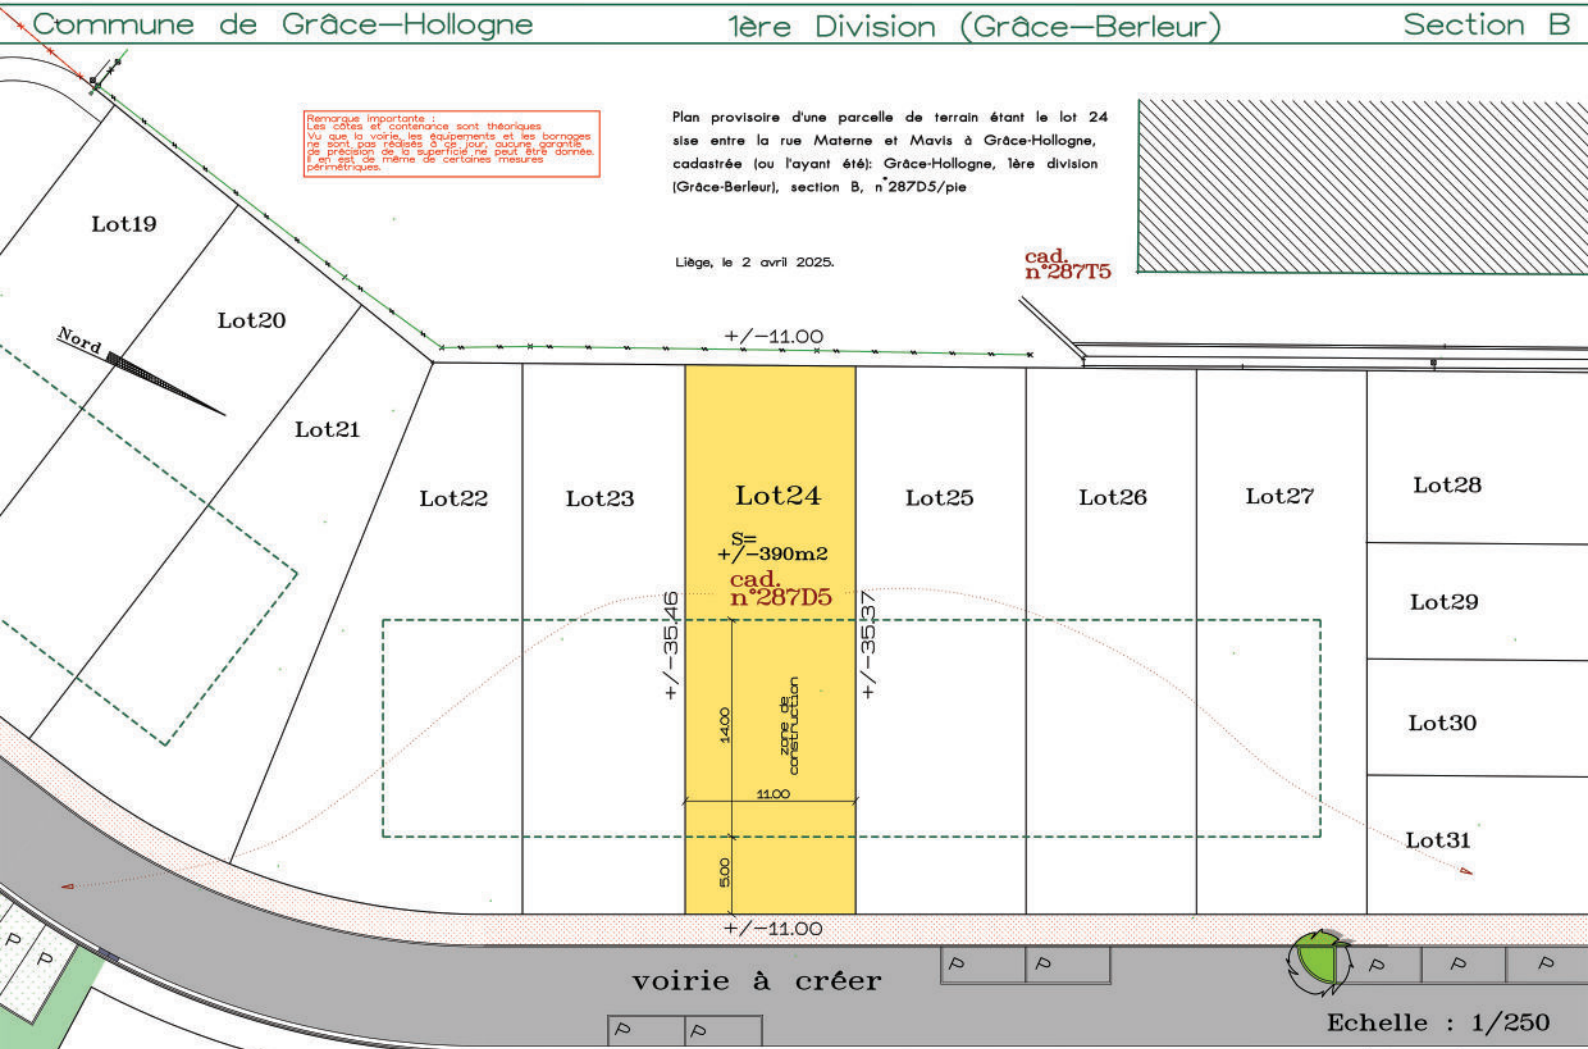 Commune de Grâce-Hollogne 1ère Division (Grâce-Berleur) Section B
Remarque importante :
Les côtes et contenance sont théoriques
Vu que la voirie, les équipements et les bornages
ne sont pas réalisés à ce jour, aucune garantie
de précision de la superficie ne peut être donnée.
Il en est de même de certaines mesures
périmétriques.
Plan provisoire d'une parcelle de terrain étant le lot 24
sise entre la rue Materne et Mavis à Grâce-Hollogne,
cadastrée (ou l'ayant été): Grâce-Hollogne, 1ère division
(Grâce-Berleur), section B, n°287D5/pie
Liège, le 2 avril 2025.
cad.
n°287T5
Nord
+/-11.00
Lot19
Lot20
Lot21
Lot22
Lot23
Lot24
Lot25
Lot26
Lot27
Lot28
Lot29
Lot30
Lot31
S=
+/-390m2
cad.
n°287D5
+/-35.46
+/-35.37
14.00
zone de
construction
11.00
5.00
+/-11.00
voirie à créer
P
P
P
P
P
P
P
P
P
Echelle : 1/250